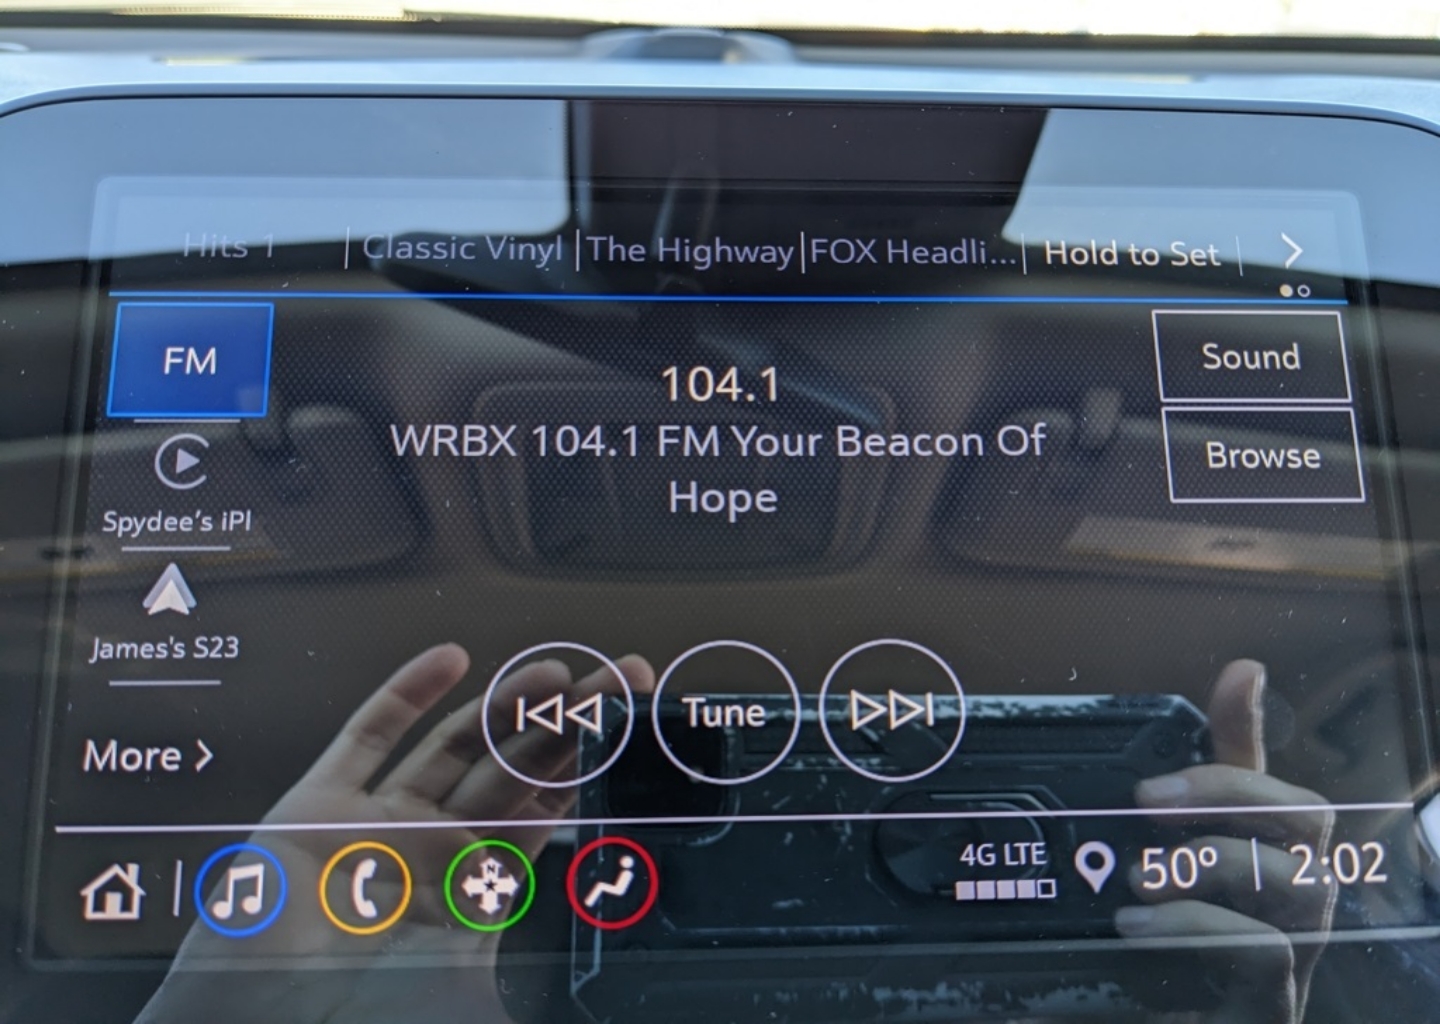 Hits 1 | Classic Vinyl | The Highway | FOX Headli... | Hold to Set |
FM
Sound
104.1
WRBX 104.1 FM Your Beacon Of
Hope
Browse
Spydee's iPl
James's S23
Tune
More
4G LTE
50° | 2:02
N